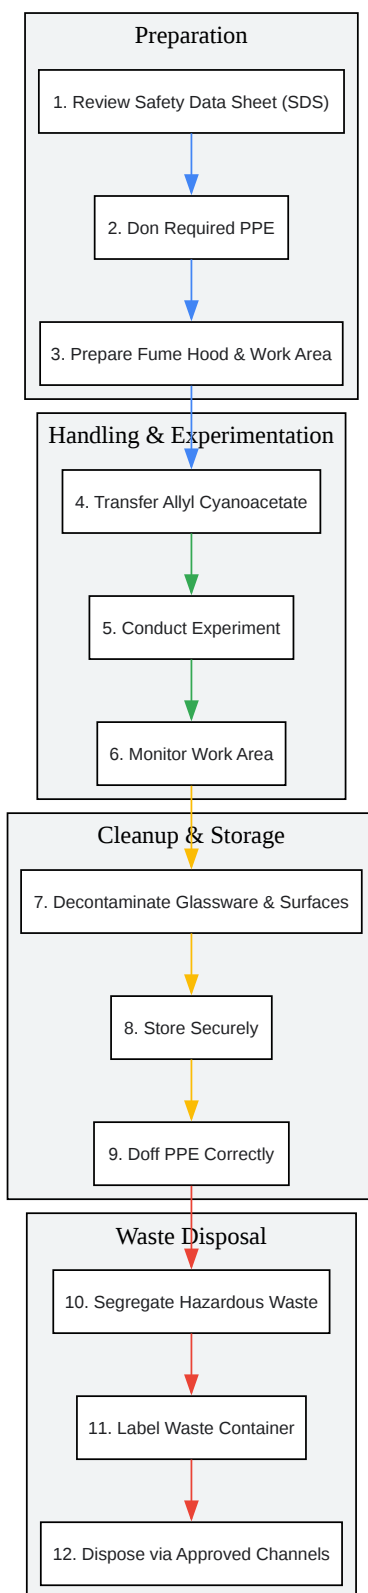 Preparation
1. Review Safety Data Sheet (SDS)
2. Don Required PPE
3. Prepare Fume Hood & Work Area
Handling & Experimentation
4. Transfer Allyl Cyanoacetate
5. Conduct Experiment
6. Monitor Work Area
Cleanup & Storage
7. Decontaminate Glassware & Surfaces
8. Store Securely
9. Doff PPE Correctly
Waste Disposal
10. Segregate Hazardous Waste
11. Label Waste Container
12. Dispose via Approved Channels